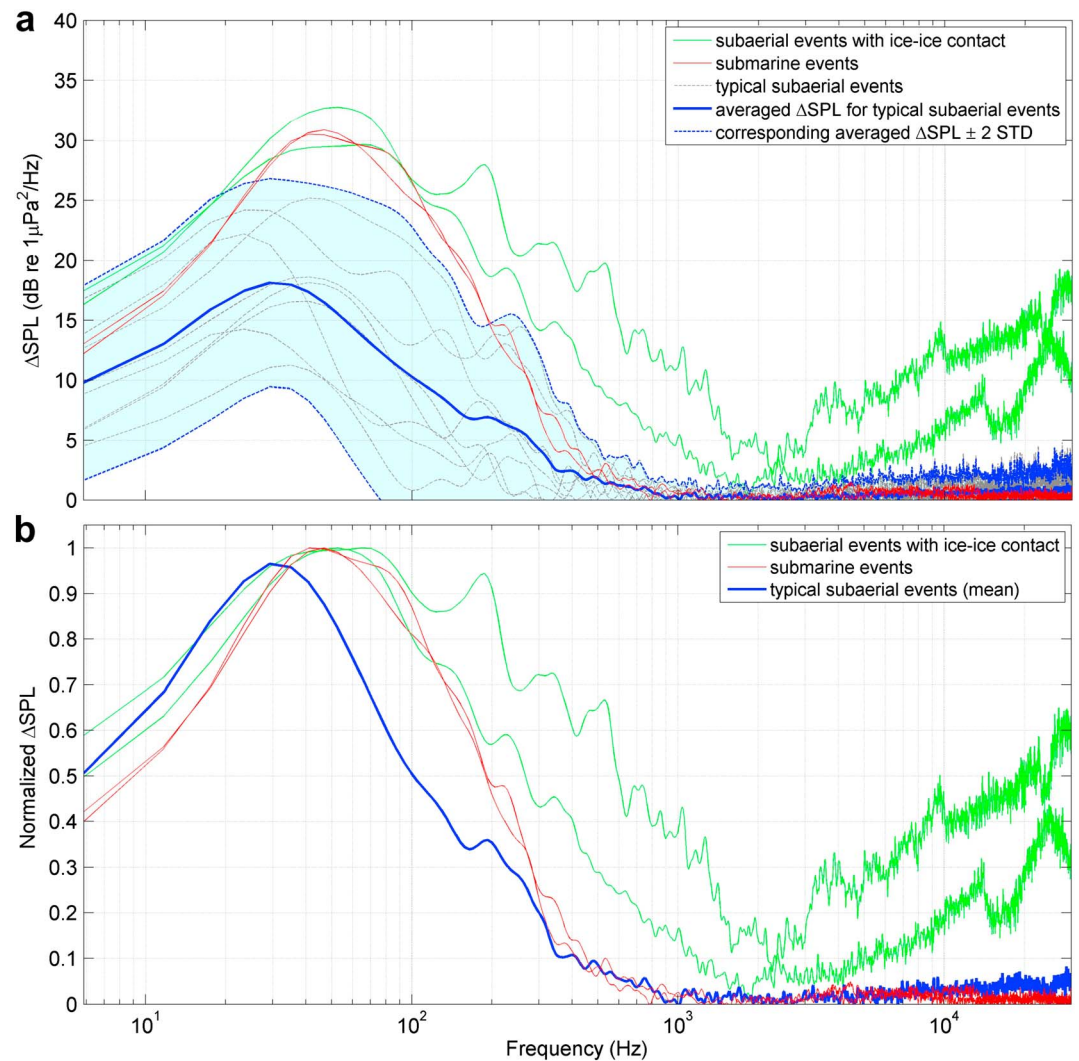 a
40
35
30
25
20
15
10
5
0
ΔSPL (dB re 1μPa²/Hz)
subaerial events with ice-ice contact
submarine events
typical subaerial events
averaged ΔSPL for typical subaerial events
corresponding averaged ΔSPL ± 2 STD
b
1
0.9
0.8
0.7
0.6
0.5
0.4
0.3
0.2
0.1
0
Normalized ΔSPL
subaerial events with ice-ice contact
submarine events
typical subaerial events (mean)
10¹ 10² 10³ 10⁴
Frequency (Hz)